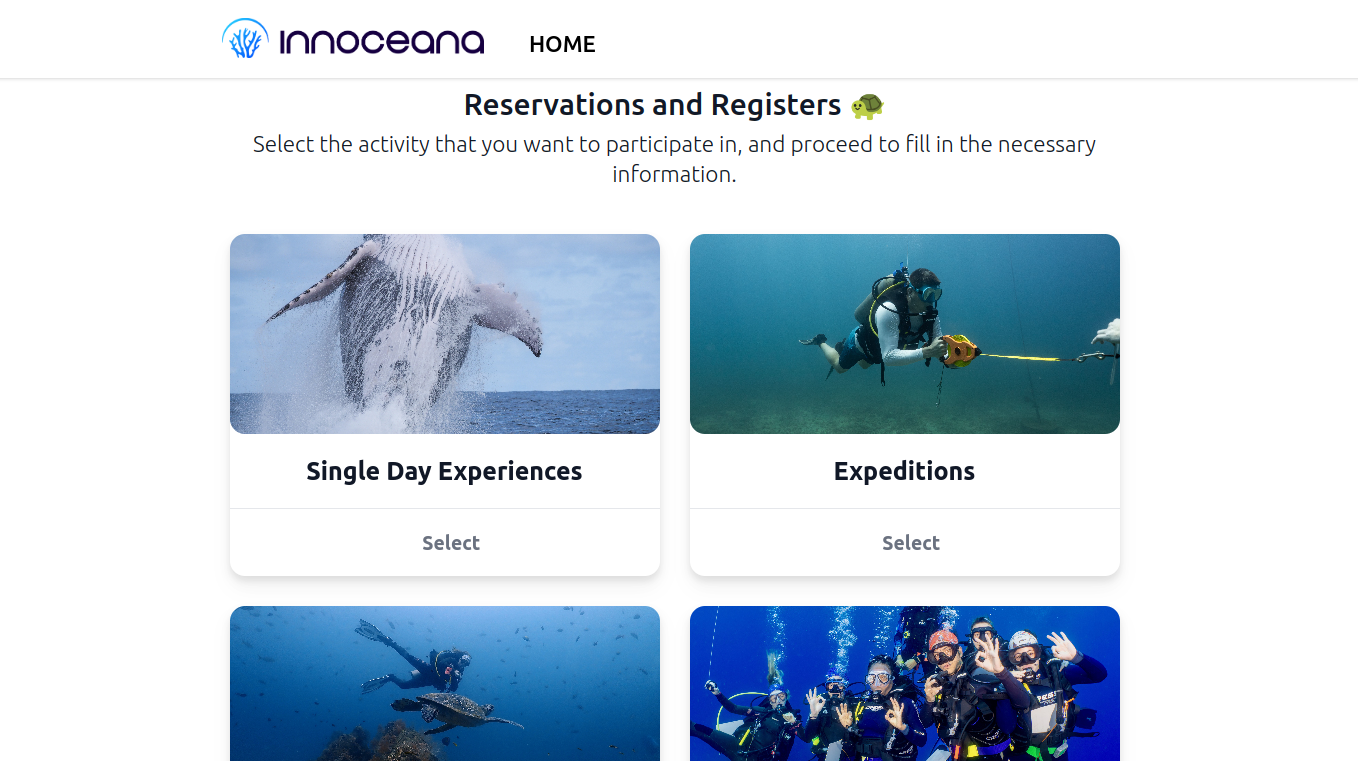 Innoceana
HOME
Reservations and Registers 🐢
Select the activity that you want to participate in, and proceed to fill in the necessary
information.
Single Day Experiences
Expeditions
Select
Select